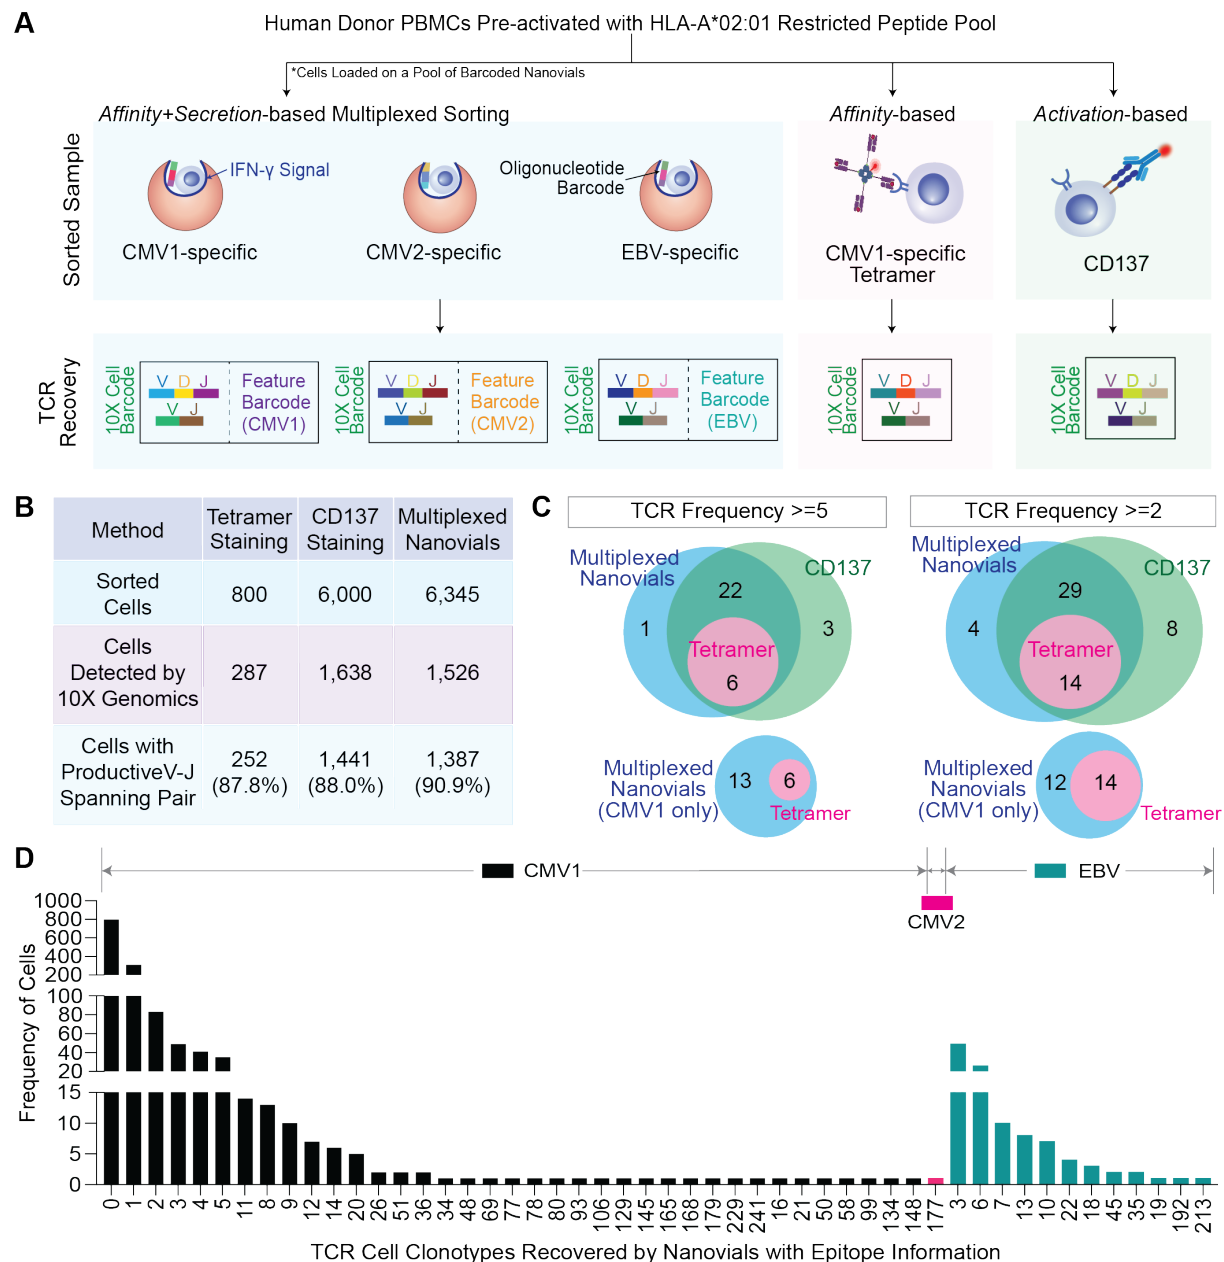 A
Human Donor PBMCs Pre-activated with HLA-A*02:01 Restricted Peptide Pool
*Cells Loaded on a Pool of Barcoded Nanovials
Affinity+Secretion-based Multiplexed Sorting
Affinity-based
Activation-based
Sorted Sample
IFN-γ Signal
Oligonucleotide
Barcode
CMV1-specific
CMV2-specific
EBV-specific
CMV1-specific
Tetramer
CD137
TCR
Recovery
10X Cell
Barcode
V D J
V J
Feature
Barcode
(CMV1)
10X Cell
Barcode
V D J
V J
Feature
Barcode
(CMV2)
10X Cell
Barcode
V D J
V J
Feature
Barcode
(EBV)
10X Cell
Barcode
V D J
V J
10X Cell
Barcode
V D J
V J
B
Method
Tetramer
Staining
CD137
Staining
Multiplexed
Nanovials
Sorted
Cells
800
6,000
6,345
Cells
Detected by
10X Genomics
287
1,638
1,526
Cells with
ProductiveV-J
Spanning Pair
252
(87.8%)
1,441
(88.0%)
1,387
(90.9%)
C
TCR Frequency >=5
Multiplexed
Nanovials
CD137
22
1
3
Tetramer
6
Multiplexed
Nanovials
(CMV1 only)
13
6
Tetramer
TCR Frequency >=2
Multiplexed
Nanovials
CD137
29
4
8
Tetramer
14
Multiplexed
Nanovials
(CMV1 only)
12
14
Tetramer
D
CMV1
CMV2
EBV
Frequency of Cells
1000
800
600
400
200
100
80
60
40
20
15
10
5
0
0 1 2 3 4 5 11 8 9 12 14 20 26 51 36 34 48 69 77 78 80 93 106 129 145 165 168 179 229 241 16 21 50 58 99 134 148 177 3 6 7 13 10 22 18 45 35 19 192 213
TCR Cell Clonotypes Recovered by Nanovials with Epitope Information